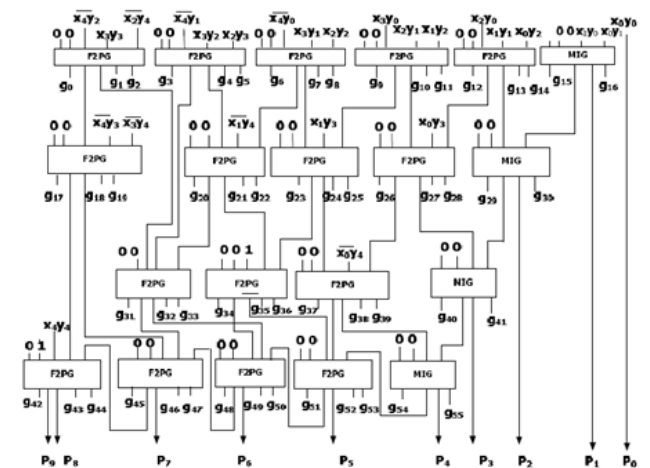 x̅₄y₂ x̅₂y₄ x̅₄y₁ x̅₄y₀ x₃y₀ x₂y₀ x₀y₀
0 0 x₃y₃ 0 0 x₃y₂ x₂y₃ 0 0 x₃y₁ x₂y₂ 0 0 x₂y₁ x₁y₂ 0 0 x₁y₁ x₀y₂ 0 0
F2PG F2PG F2PG F2PG F2PG MIG
g₀ g₁ g₂ g₃ g₄ g₅ g₆ g₇ g₈ g₉ g₁₀ g₁₁ g₁₂ g₁₃ g₁₄ g₁₅ g₁₆
0 0 x̅₄y₃ x̅₃y₄ 0 0 x̅₁y₄ 0 0 x₁y₃ 0 0 x₀y₃ 0 0
F2PG F2PG F2PG F2PG MIG
g₁₇ g₁₈ g₁₉ g₂₀ g₂₁ g₂₂ g₂₃ g₂₄ g₂₅ g₂₆ g₂₇ g₂₈ g₂₉ g₃₀
0 0 0 0 1 0 0 x̅₀y₄ 0 0
F2PG F2PG F2PG NIG
g₃₁ g₃₂ g₃₃ g₃₄ g₃₅ g₃₆ g₃₇ g₃₈ g₃₉ g₄₀ g₄₁
x₄y₄
0 1 0 0 0 0 0 0 0 0
F2PG F2PG F2PG F2PG MIG
g₄₂ g₄₃ g₄₄ g₄₅ g₄₆ g₄₇ g₄₈ g₄₉ g₅₀ g₅₁ g₅₂ g₅₃ g₅₄ g₅₅
P₉ P₈ P₇ P₆ P₅ P₄ P₃ P₂ P₁ P₀